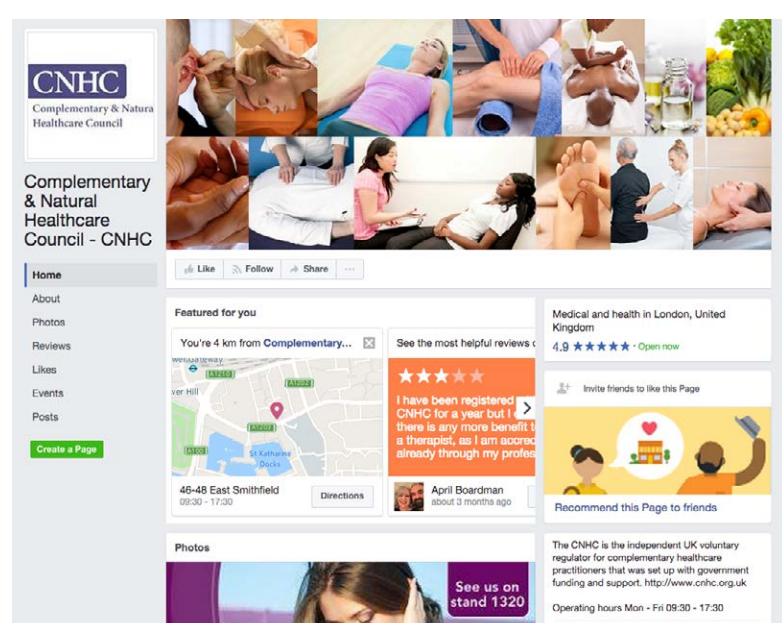 CNHC
Complementary & Natura
Healthcare Council
Complementary
& Natural
Healthcare
Council - CNHC
Home
About
Photos
Reviews
Likes
Events
Posts
Create a Page
Like
Follow
Share
Featured for you
You're 4 km from Complementary...
A1210
A1202
ver Hill
A1203
A100
St Katharine
Docks
46-48 East Smithfield
09:30 - 17:30
Directions
See the most helpful reviews
I have been registered
CNHC for a year but I
there is any more benefit t
a therapist, as I am accred
already through my profes
April Boardman
about 3 months ago
Photos
See us on
stand 1320
Medical and health in London, United
Kingdom
4.9 ★★★★★ · Open now
Invite friends to like this Page
Recommend this Page to friends
The CNHC is the independent UK voluntary
regulator for complementary healthcare
practitioners that was set up with government
funding and support. http://www.cnhc.org.uk
Operating hours Mon - Fri 09:30 - 17:30